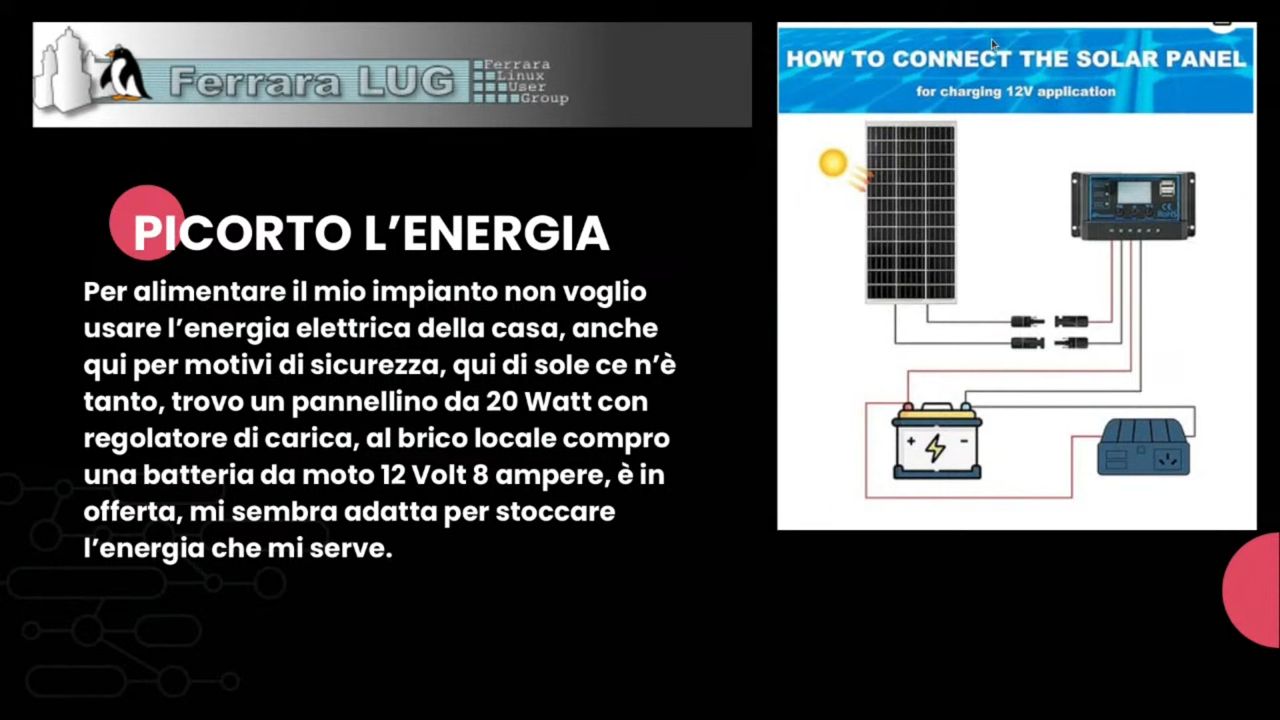 Ferrara LUG
Ferrara
Linux
User
Group
HOW TO CONNECT THE SOLAR PANEL
for charging 12V application
PICORTO L’ENERGIA
Per alimentare il mio impianto non voglio
usare l’energia elettrica della casa, anche
qui per motivi di sicurezza, qui di sole ce n’è
tanto, trovo un pannellino da 20 Watt con
regolatore di carica, al brico locale compro
una batteria da moto 12 Volt 8 ampere, è in
offerta, mi sembra adatta per stoccare
l’energia che mi serve.
CE
RoHS
+ -